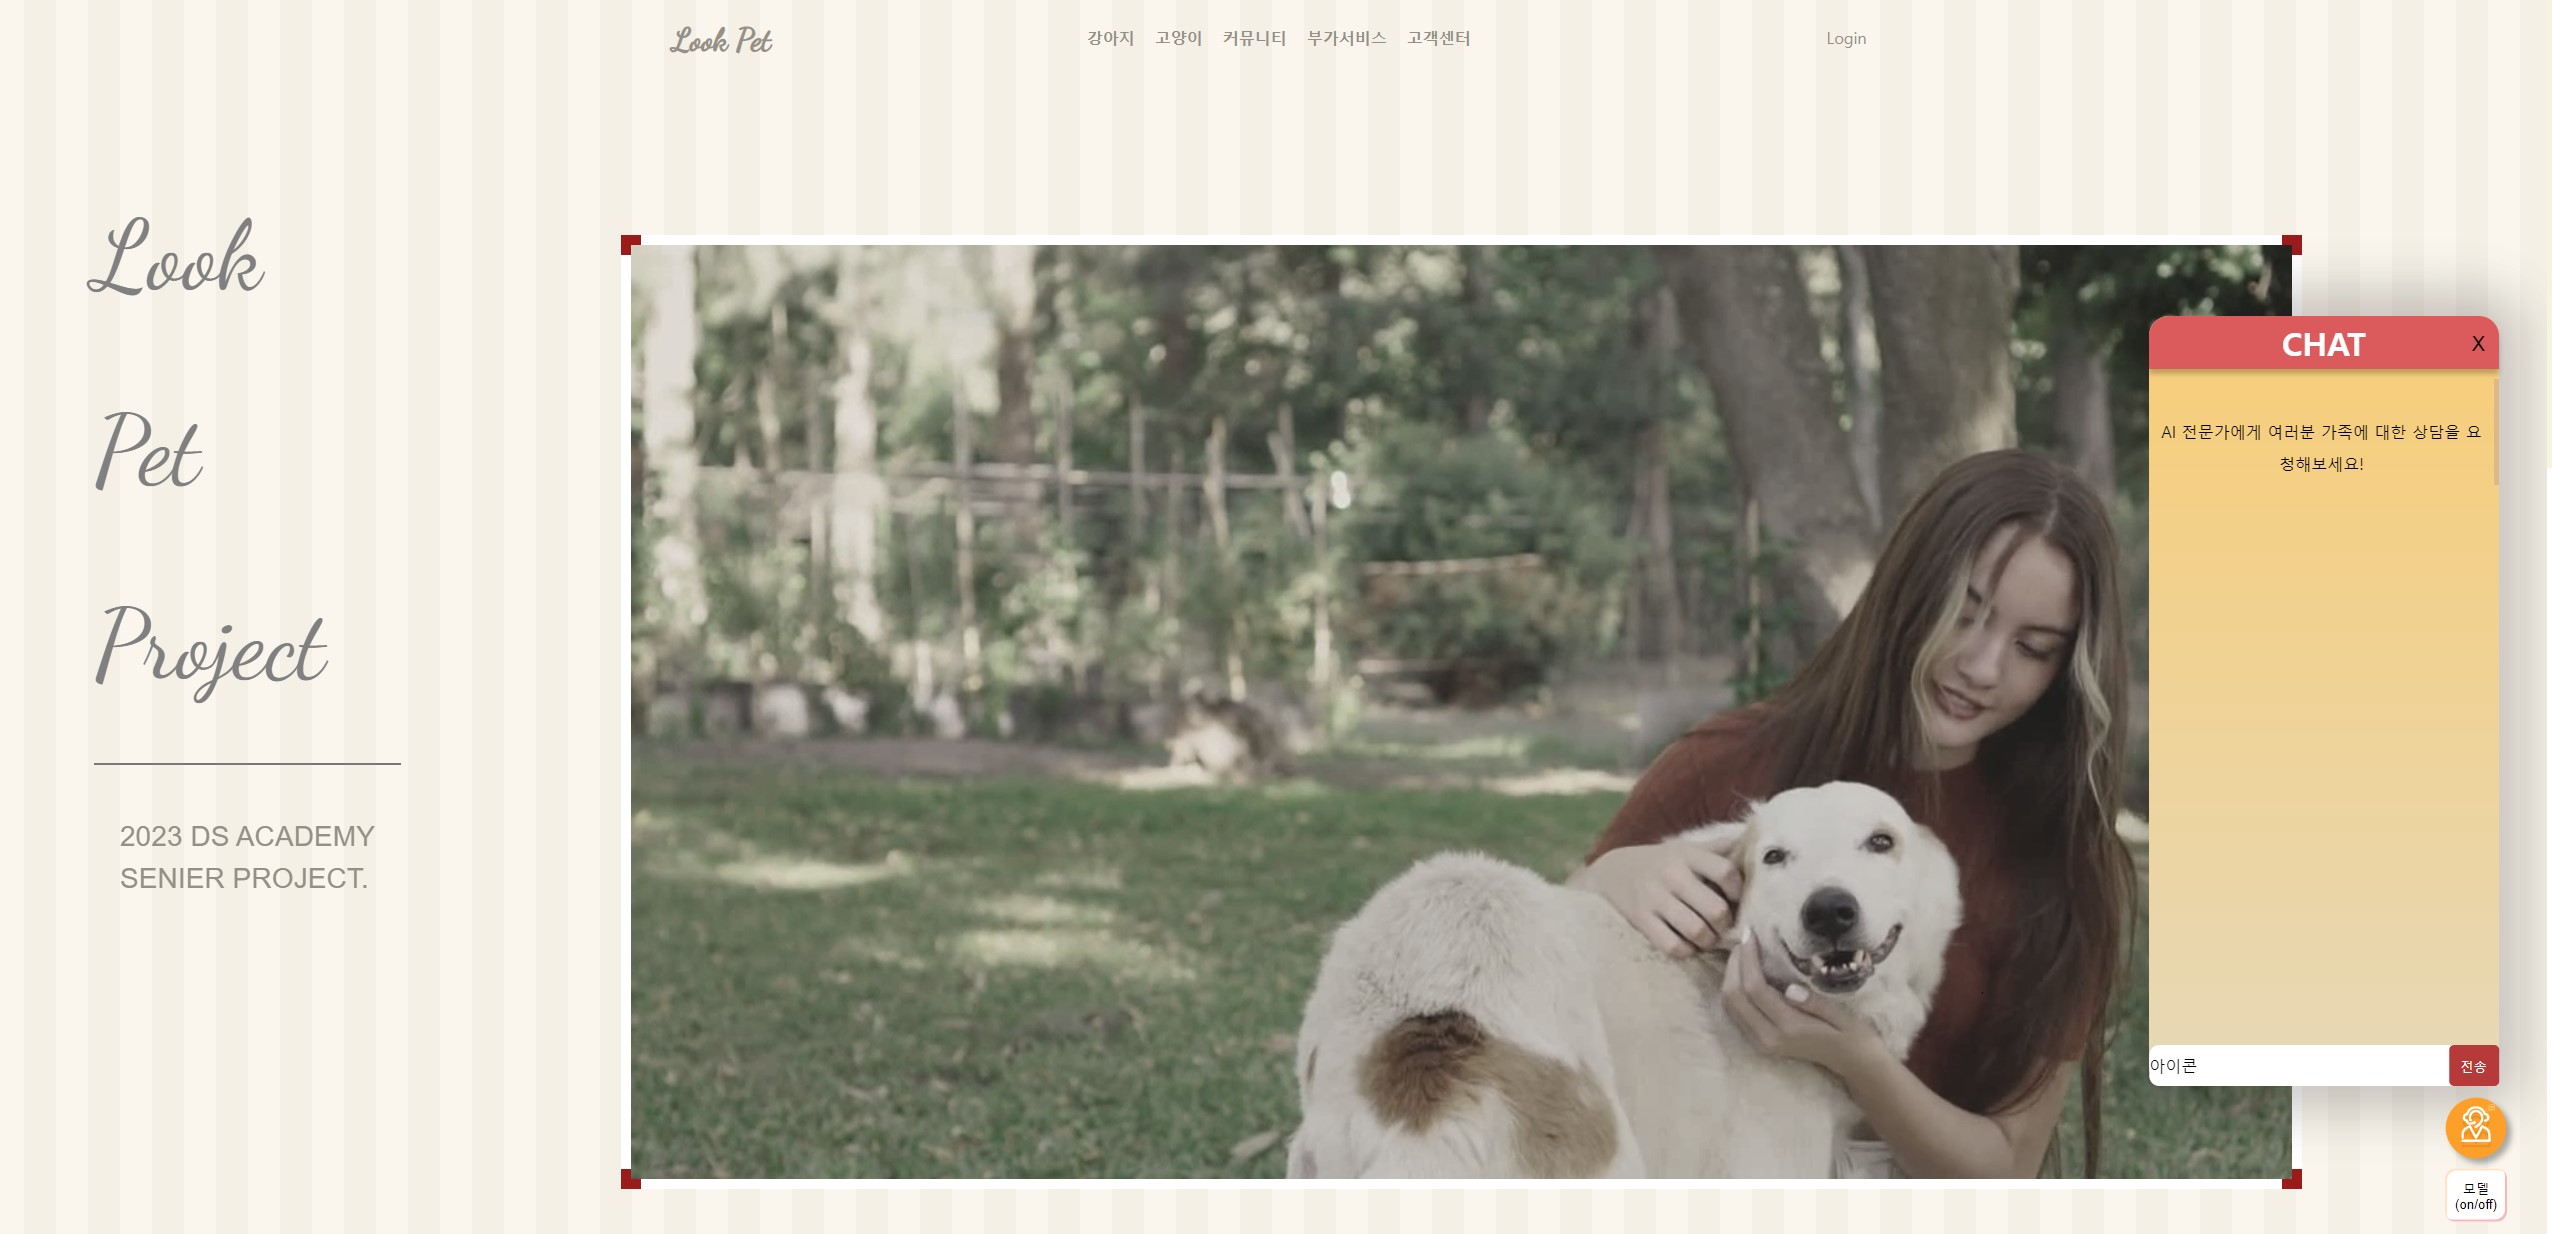 Look Pet
강아지 고양이 커뮤니티 부가서비스 고객센터
Login
Look
Pet
Project
2023 DS ACADEMY
SENIER PROJECT.
CHAT X
AI 전문가에게 여러분 가족에 대한 상담을 요
청해보세요!
아이콘 전송
모델
(on/off)